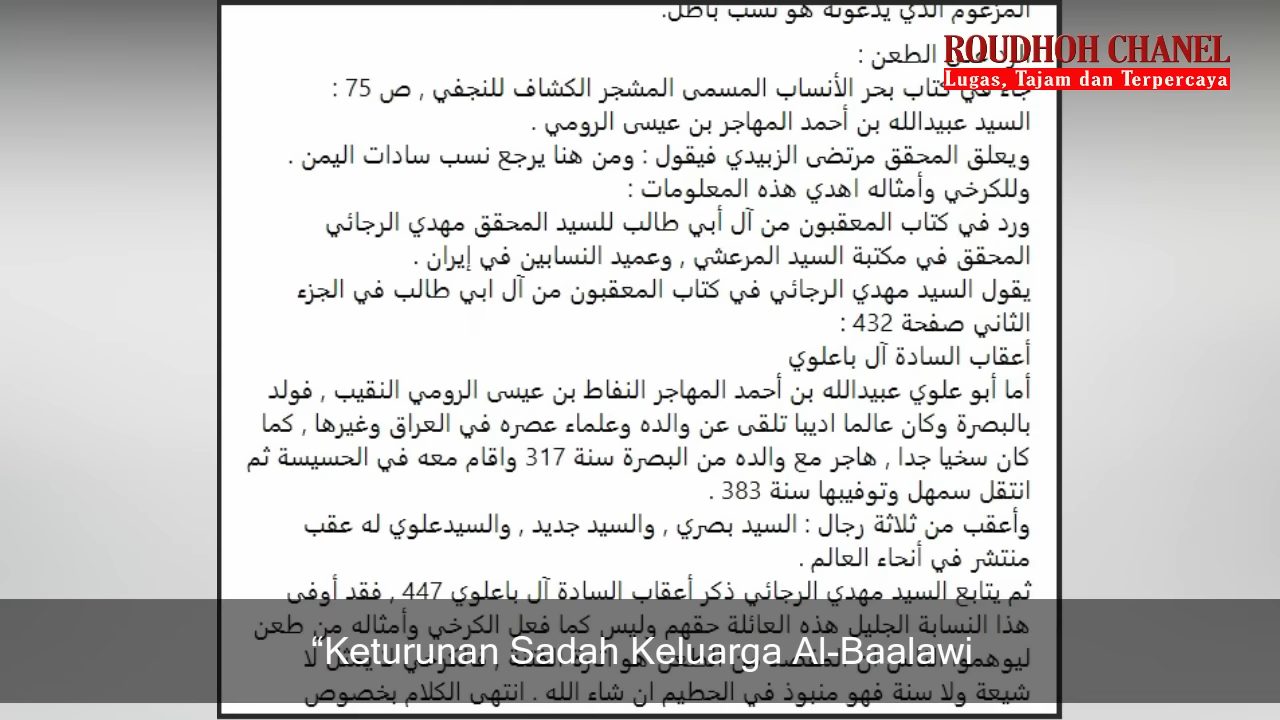 المزعوم الذي يدعونه هو نسب باطل.
ROUDHOH CHANEL
Lugas, Tajam dan Terpercaya
الطعن :
جاء في كتاب بحر الأنساب المسمى المشجر الكشاف للنجفي , ص 75 :
السيد عبيدالله بن أحمد المهاجر بن عيسى الرومي .
ويعلق المحقق مرتضى الزبيدي فيقول : ومن هنا يرجع نسب سادات اليمن .
وللكرخي وأمثاله اهدي هذه المعلومات :
ورد في كتاب المعقبون من آل أبي طالب للسيد المحقق مهدي الرجائي
المحقق في مكتبة السيد المرعشي , وعميد النسابين في إيران .
يقول السيد مهدي الرجائي في كتاب المعقبون من آل ابي طالب في الجزء
الثاني صفحة 432 :
أعقاب السادة آل باعلوي
أما أبو علوي عبيدالله بن أحمد المهاجر النفاط بن عيسى الرومي النقيب , فولد
بالبصرة وكان عالما اديبا تلقى عن والده وعلماء عصره في العراق وغيرها , كما
كان سخيا جدا , هاجر مع والده من البصرة سنة 317 واقام معه في الحسيسة ثم
انتقل سمهل وتوفيبها سنة 383 .
وأعقب من ثلاثة رجال : السيد بصري , والسيد جديد , والسيدعلوي له عقب
منتشر في أنحاء العالم .
ثم يتابع السيد مهدي الرجائي ذكر أعقاب السادة آل باعلوي 447 , فقد أوفى
هذا النسابة الجليل هذه العائلة حقهم وليس كما فعل الكرخي وأمثاله من طعن
“Keturunan Sadah Keluarga Al-Baalawi
شيعة ولا سنة فهو منبوذ في الحطيم ان شاء الله . انتهى الكلام بخصوص